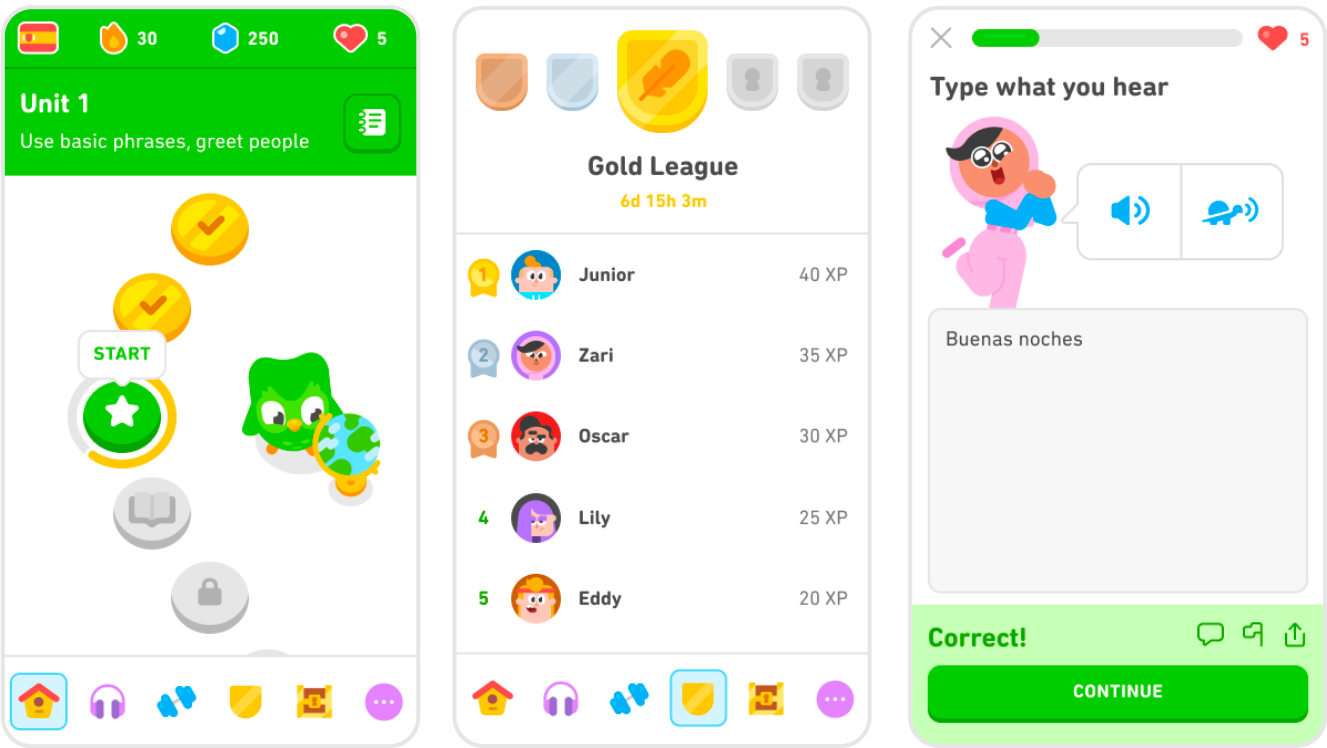 30 250 5
Unit 1
Use basic phrases, greet people
START
Gold League
6d 15h 3m
1 Junior 40 XP
2 Zari 35 XP
3 Oscar 30 XP
4 Lily 25 XP
5 Eddy 20 XP
5
Type what you hear
Buenas noches
Correct!
CONTINUE